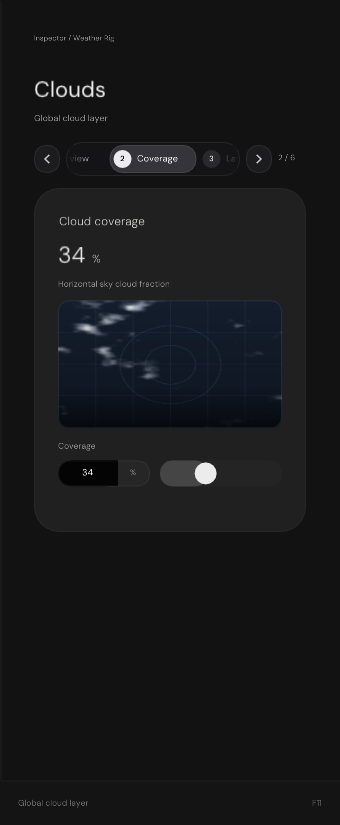 Inspector / Weather Rig
Clouds
Global cloud layer
2 Coverage 3 2 / 6
Cloud coverage
34 %
Horizontal sky cloud fraction
Coverage
34 %
Global cloud layer F11